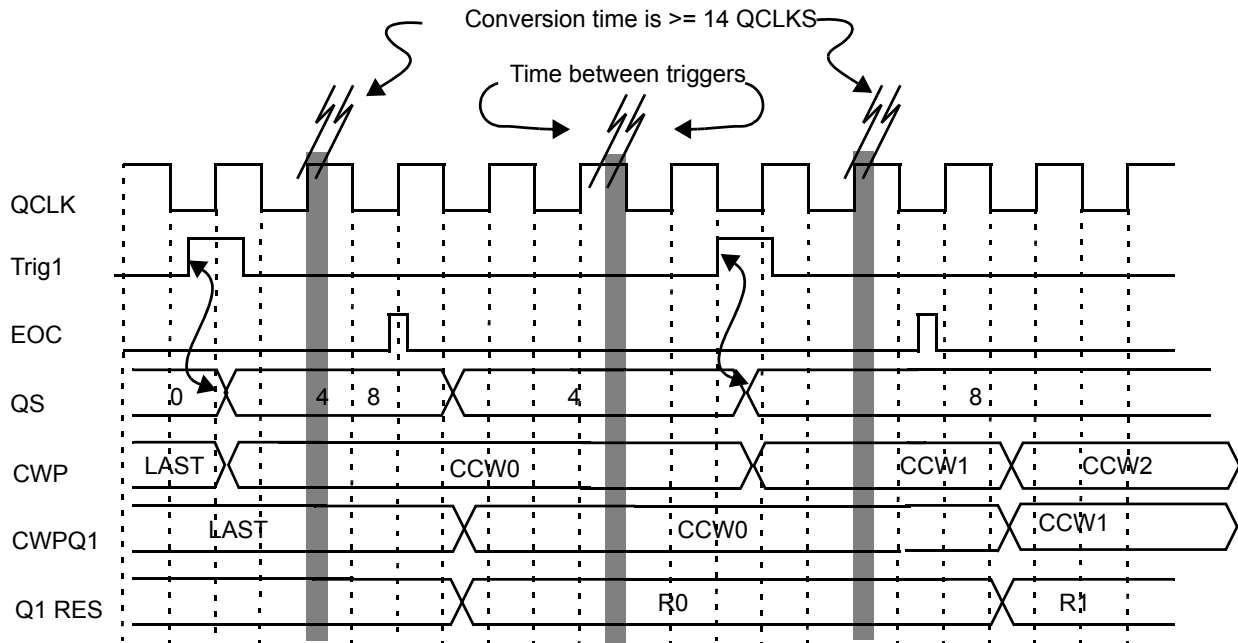 Conversion time is >= 14 QCLKS
Time between triggers
QCLK
Trig1
EOC
QS 0 4 8 4 8
CWP LAST CCW0 CCW1 CCW2
CWPQ1 LAST CCW0 CCW1
Q1 RES R0 R1